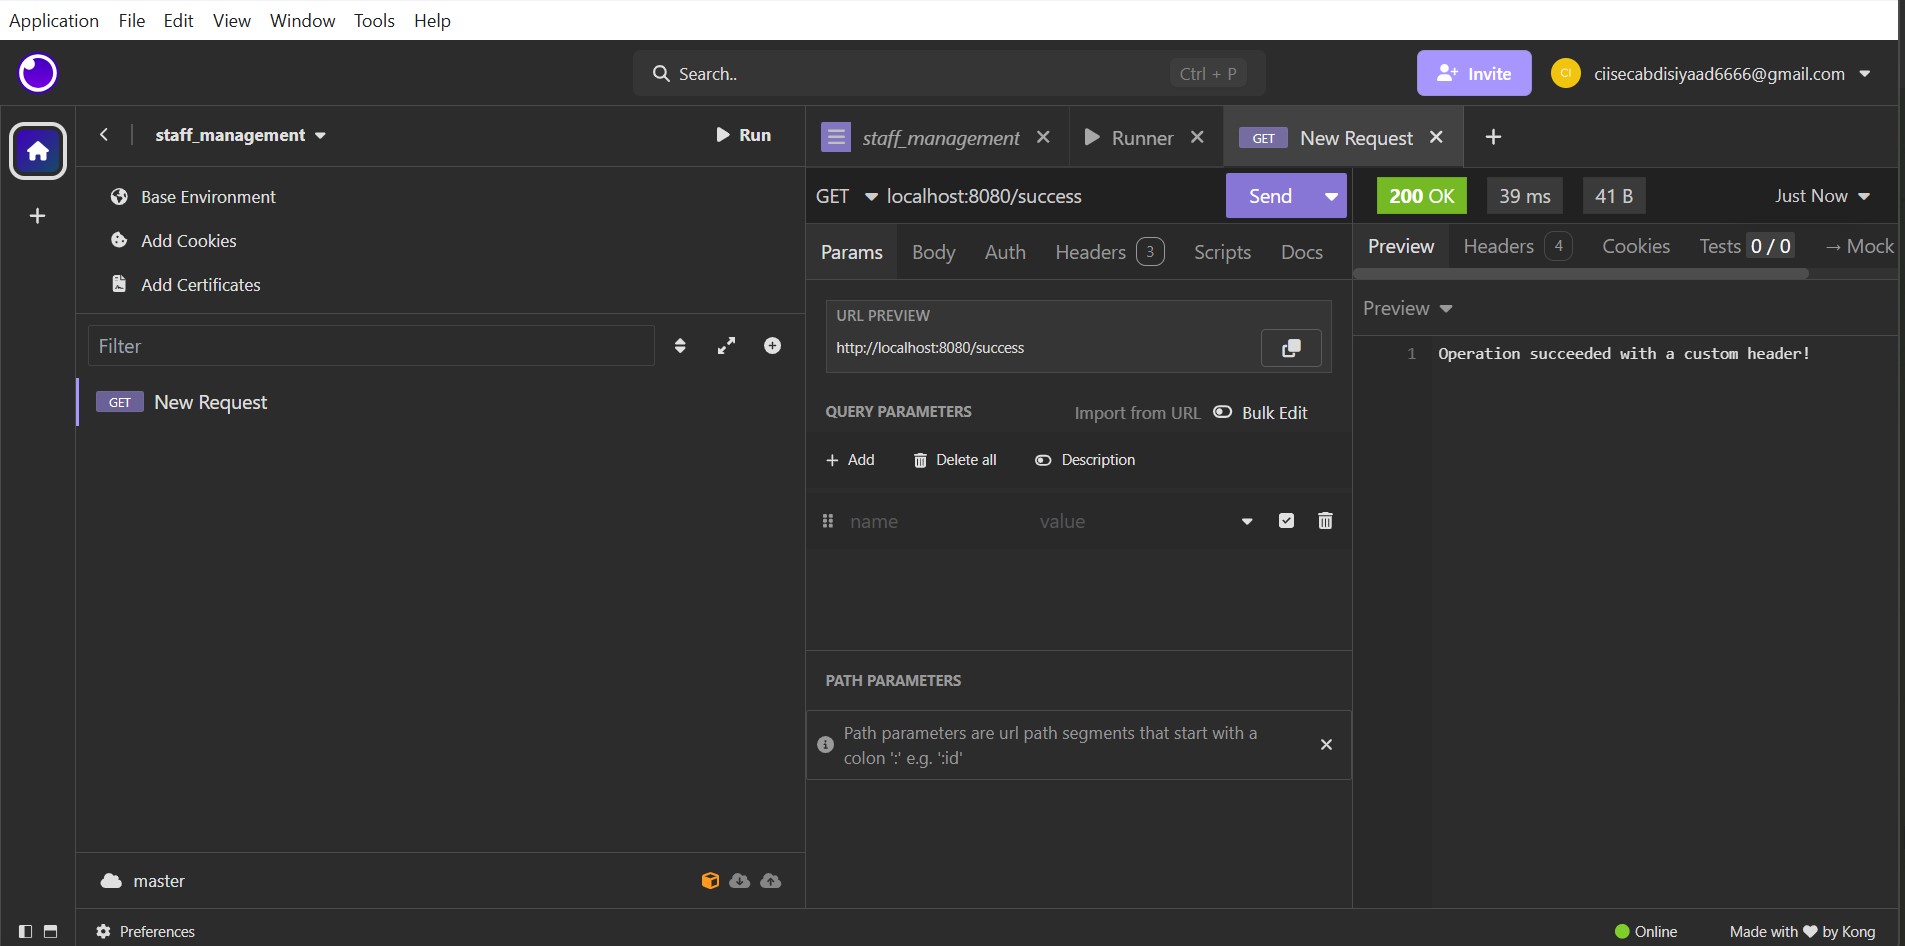 Application File Edit View Window Tools Help
Search..
Ctrl + P
Invite
CI
ciisecabdisiyaad6666@gmail.com
staff_management
Run
Base Environment
Add Cookies
Add Certificates
Filter
GET New Request
master
Preferences
staff_management
Runner
GET New Request
GET localhost:8080/success
Send
Params Body Auth Headers 3 Scripts Docs
URL PREVIEW
http://localhost:8080/success
QUERY PARAMETERS
Import from URL
Bulk Edit
Add
Delete all
Description
name value
PATH PARAMETERS
Path parameters are url path segments that start with a
colon ':' e.g. ':id'
200 OK
39 ms
41 B
Just Now
Preview Headers 4 Cookies Tests 0 / 0 → Mock
Preview
1 Operation succeeded with a custom header!
Online
Made with ❤ by Kong